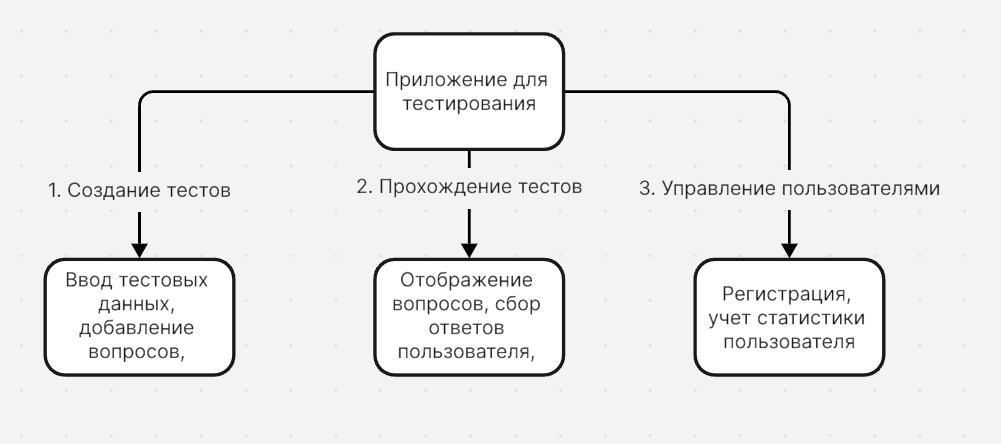 Приложение для
тестирования
1. Создание тестов
2. Прохождение тестов
3. Управление пользователями
Ввод тестовых
данных,
добавление
вопросов,
Отображение
вопросов, сбор
ответов
пользователя,
Регистрация,
учет статистики
пользователя